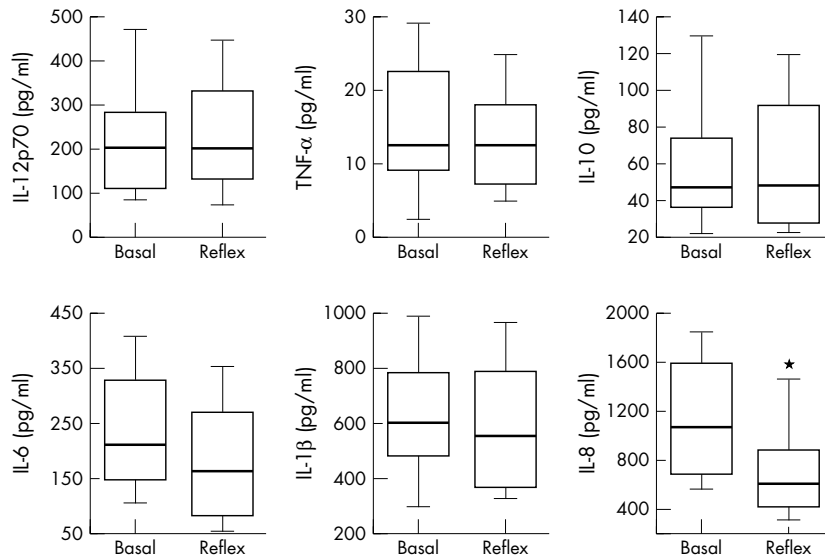 IL-12p70 (pg/ml)
500
400
300
200
100
0
Basal
Reflex
TNF-α (pg/ml)
30
20
10
0
Basal
Reflex
IL-10 (pg/ml)
140
120
100
80
60
40
20
Basal
Reflex
IL-6 (pg/ml)
450
350
250
150
50
Basal
Reflex
IL-1β (pg/ml)
1000
800
600
400
200
Basal
Reflex
IL-8 (pg/ml)
2000
1600
1200
800
400
Basal
Reflex